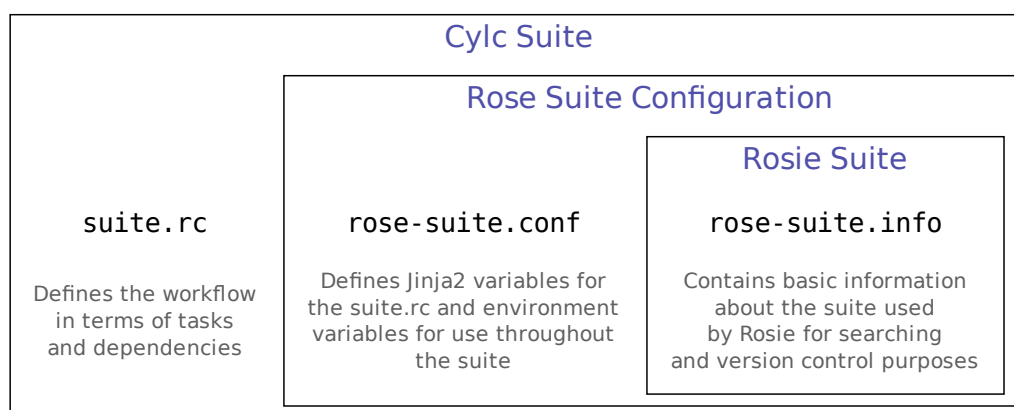 Cylc Suite
Rose Suite Configuration
Rosie Suite
suite.rc
Defines the workflow
in terms of tasks
and dependencies
rose-suite.conf
Defines Jinja2 variables for
the suite.rc and environment
variables for use throughout
the suite
rose-suite.info
Contains basic information
about the suite used
by Rosie for searching
and version control purposes